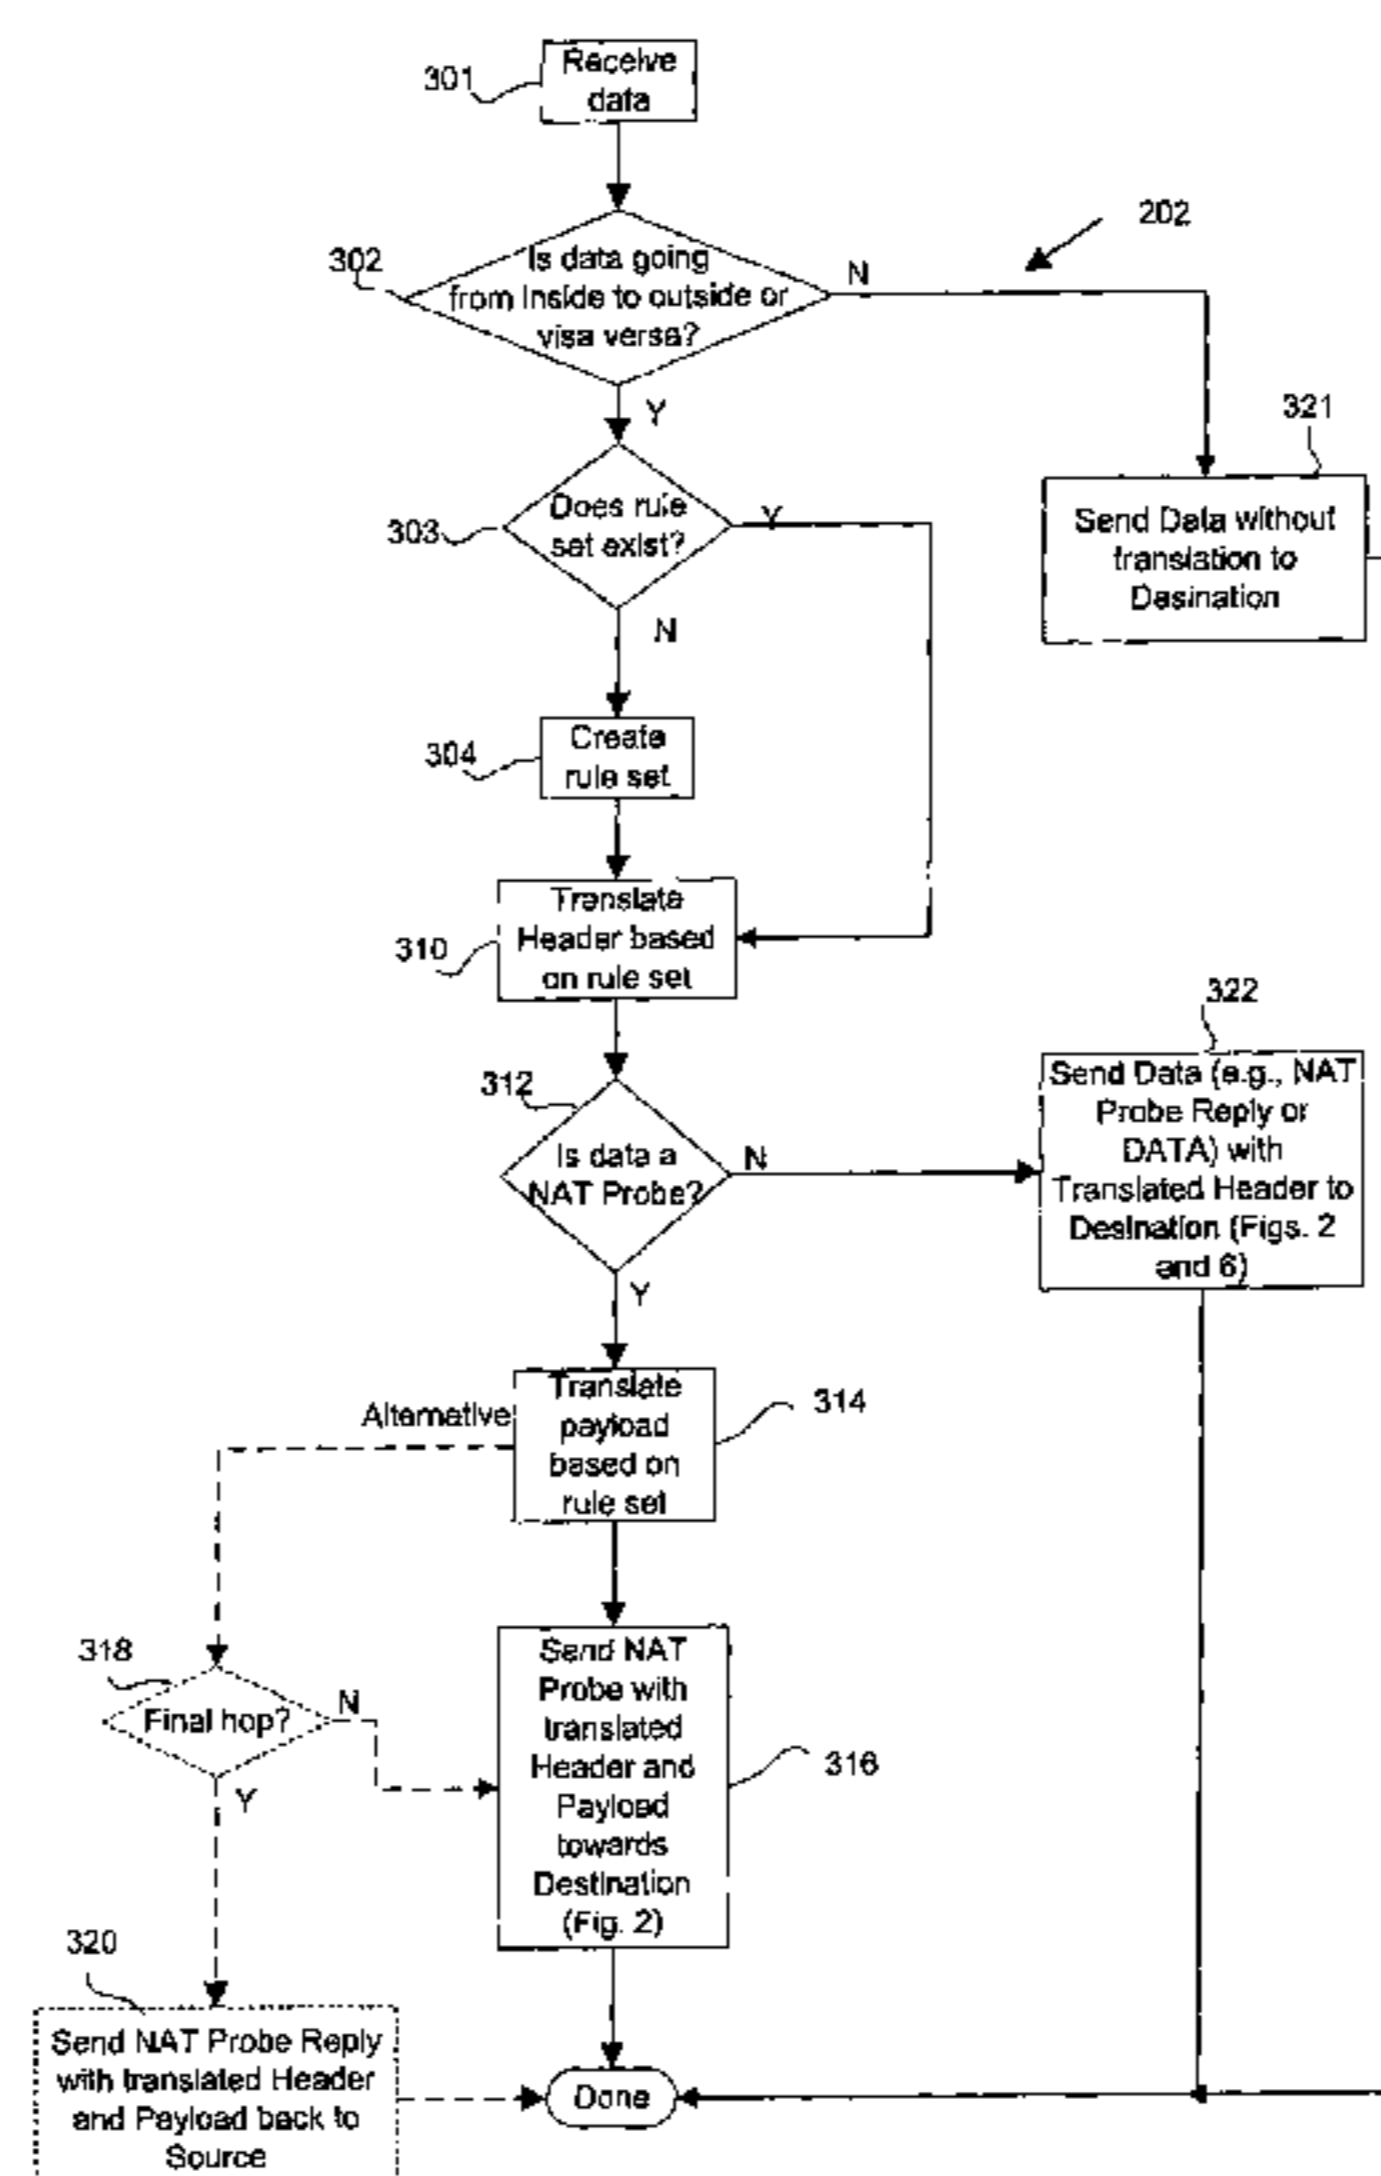 301
Receive
data
202
302
Is data going
from inside to outside or
visa versa?
N
Y
321
Send Data without
translation to
Desination
303
Does rule
set exist?
Y
N
304
Create
rule set
310
Translate
Header based
on rule set
322
Send Data (e.g., NAT
Probe Reply or
DATA) with
Translated Header to
Desination (Figs. 2
and 6)
312
Is data a
NAT Probe?
N
Y
Alternative
Translate
payload
based on
rule set
314
318
Final hop?
N
Y
Send NAT
Probe with
translated
Header and
Payload
towards
Destination
(Fig. 2)
316
320
Send NAT Probe Reply
with translated Header
and Payload back to
Source
Done